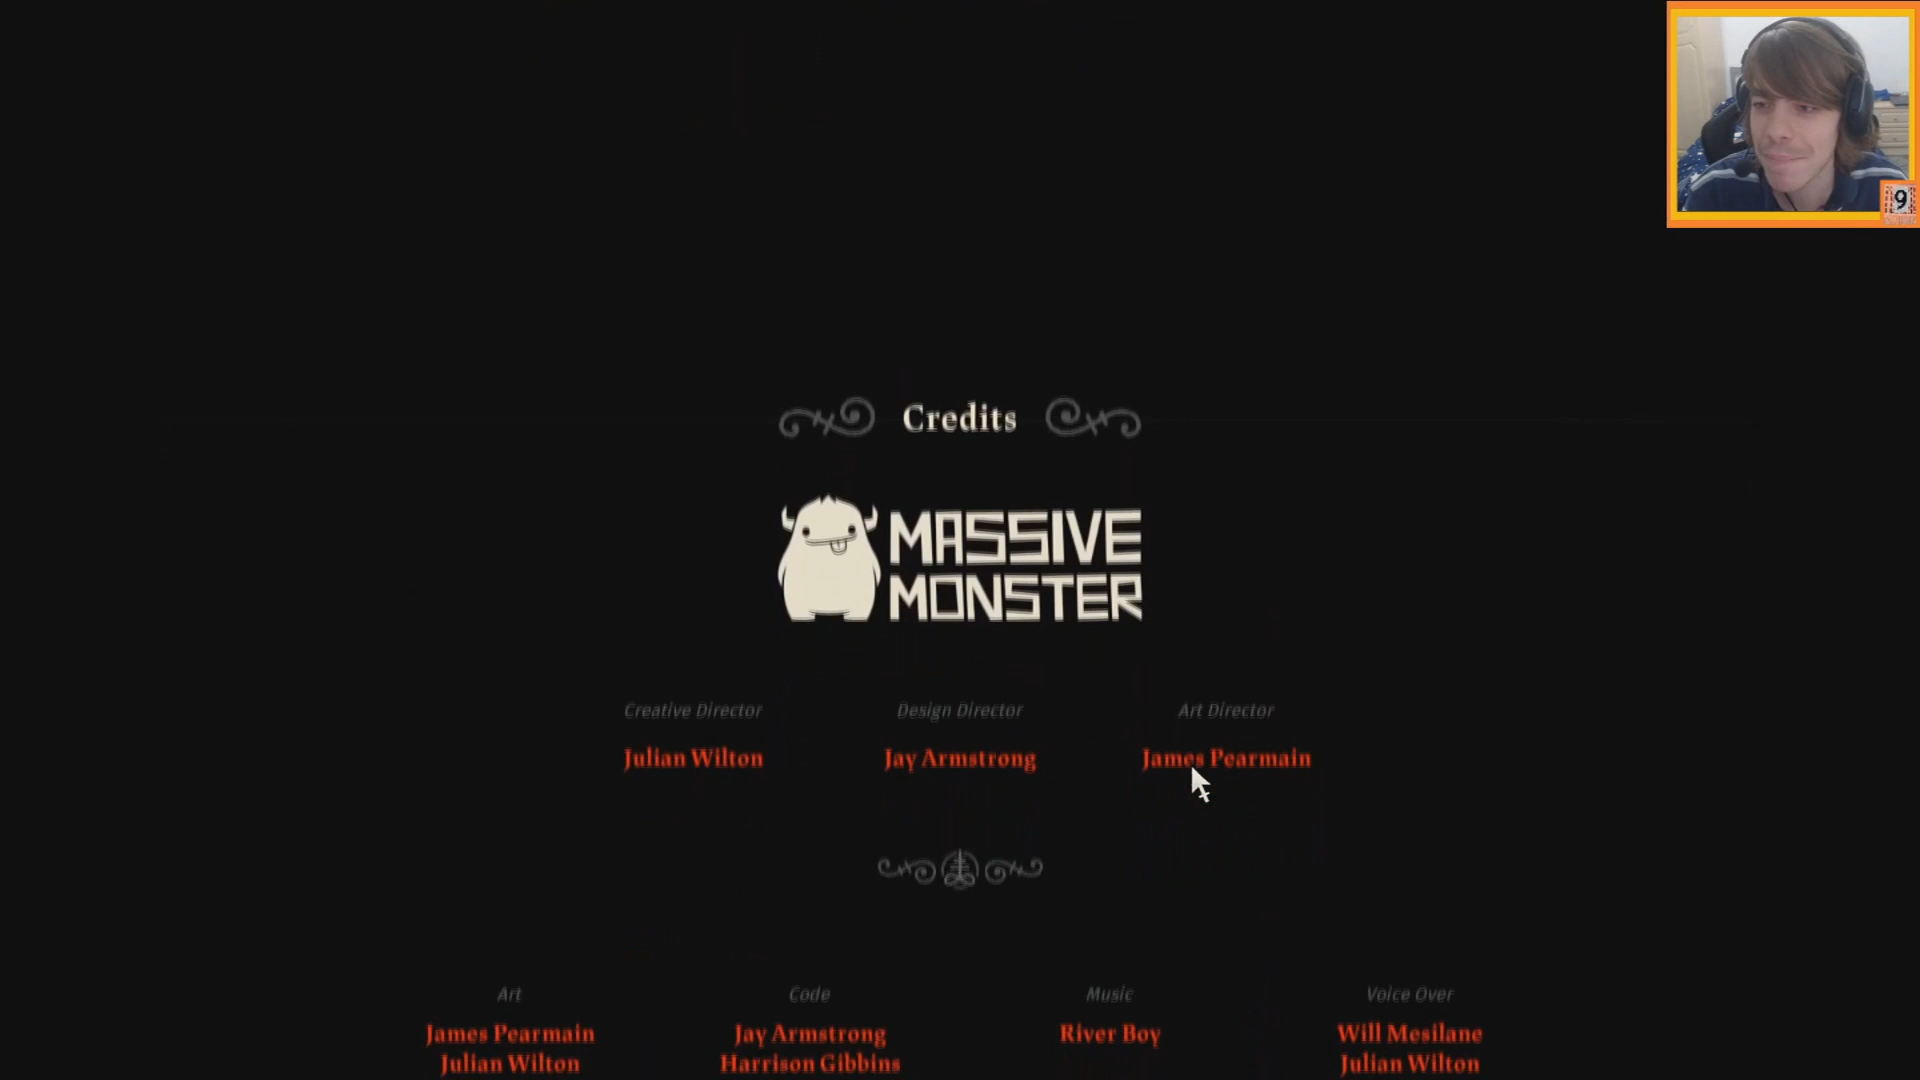 9
Credits
MASSIVE
MONSTER
Creative Director Design Director Art Director
Julian Wilton Jay Armstrong James Pearmain
Art Code Music Voice Over
James Pearmain Jay Armstrong River Boy Will Mesilane
Julian Wilton Harrison Gibbins Julian Wilton